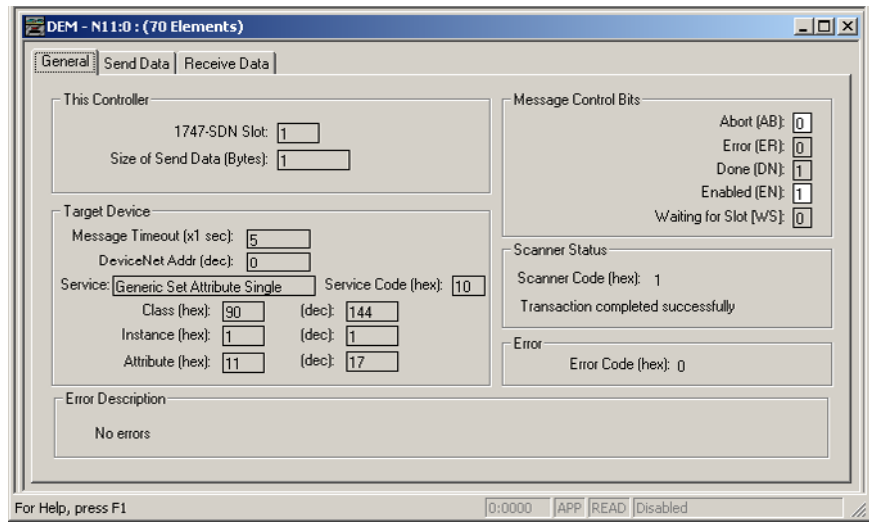 DEM - N11:0 : (70 Elements)
General Send Data Receive Data
This Controller
1747-SDN Slot: 1
Size of Send Data (Bytes): 1
Target Device
Message Timeout (x1 sec): 5
DeviceNet Addr (dec): 0
Service: Generic Set Attribute Single Service Code (hex): 10
Class (hex): 90 (dec): 144
Instance (hex): 1 (dec): 1
Attribute (hex): 11 (dec): 17
Message Control Bits
Abort (AB): 0
Error (ER): 0
Done (DN): 1
Enabled (EN): 1
Waiting for Slot (WS): 0
Scanner Status
Scanner Code (hex): 1
Transaction completed successfully
Error
Error Code (hex): 0
Error Description
No errors
For Help, press F1 0:0000 APP READ Disabled